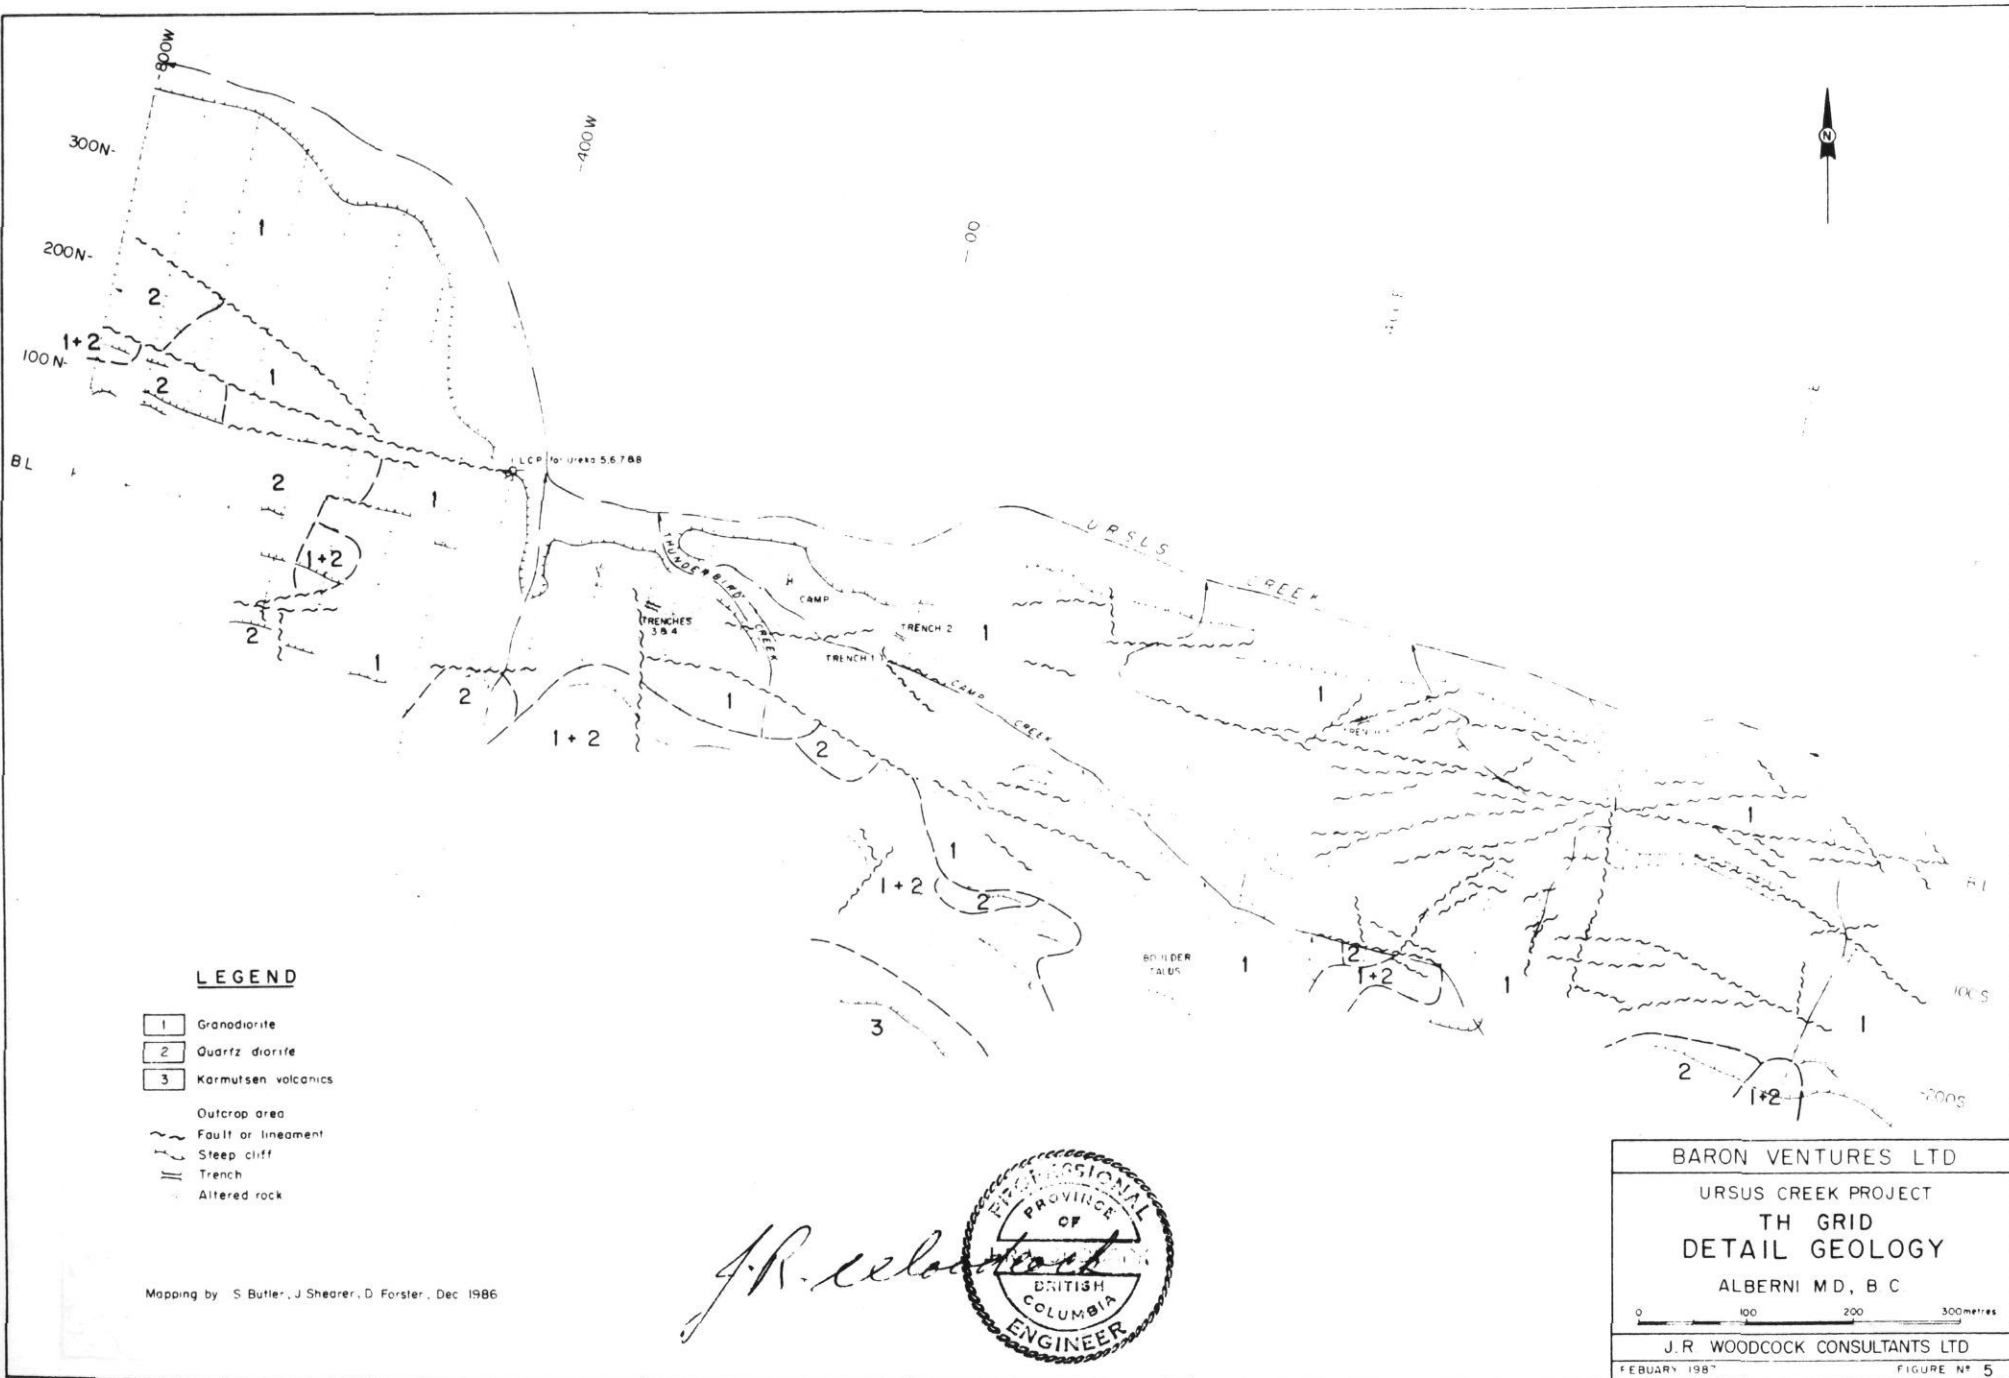 -800W
300N-
-400W
200N-
-00
1
2
1+2
100N-
1
2
BL
LCP for Ureka 5,6,7&8
2
1
1+2
2
1
2
1+2
THUNDERBIRD CREEK
H
CAMP
TRENCHES
3&4
TRENCH 2
TRENCH 1
1
URSUS CREEK
1
2
CAMP CREEK
1
1
1+2
2
3
BOULDER
TALUS
1
2
1+2
1
1
BL
100S
1
2
1+2
-200S
LEGEND
1 Granodiorite
2 Quartz diorite
3 Karmutsen volcanics
Outcrop area
Fault or lineament
Steep cliff
Trench
Altered rock
Mapping by S Butler, J Shearer, D Forster, Dec 1986
J.R. Woodcock
PROFESSIONAL
PROVINCE
OF
BRITISH
COLUMBIA
ENGINEER
BARON VENTURES LTD
URSUS CREEK PROJECT
TH GRID
DETAIL GEOLOGY
ALBERNI M D, B C
0 100 200 300 metres
J. R. WOODCOCK CONSULTANTS LTD
FEBUARY 1987 FIGURE Nº 5